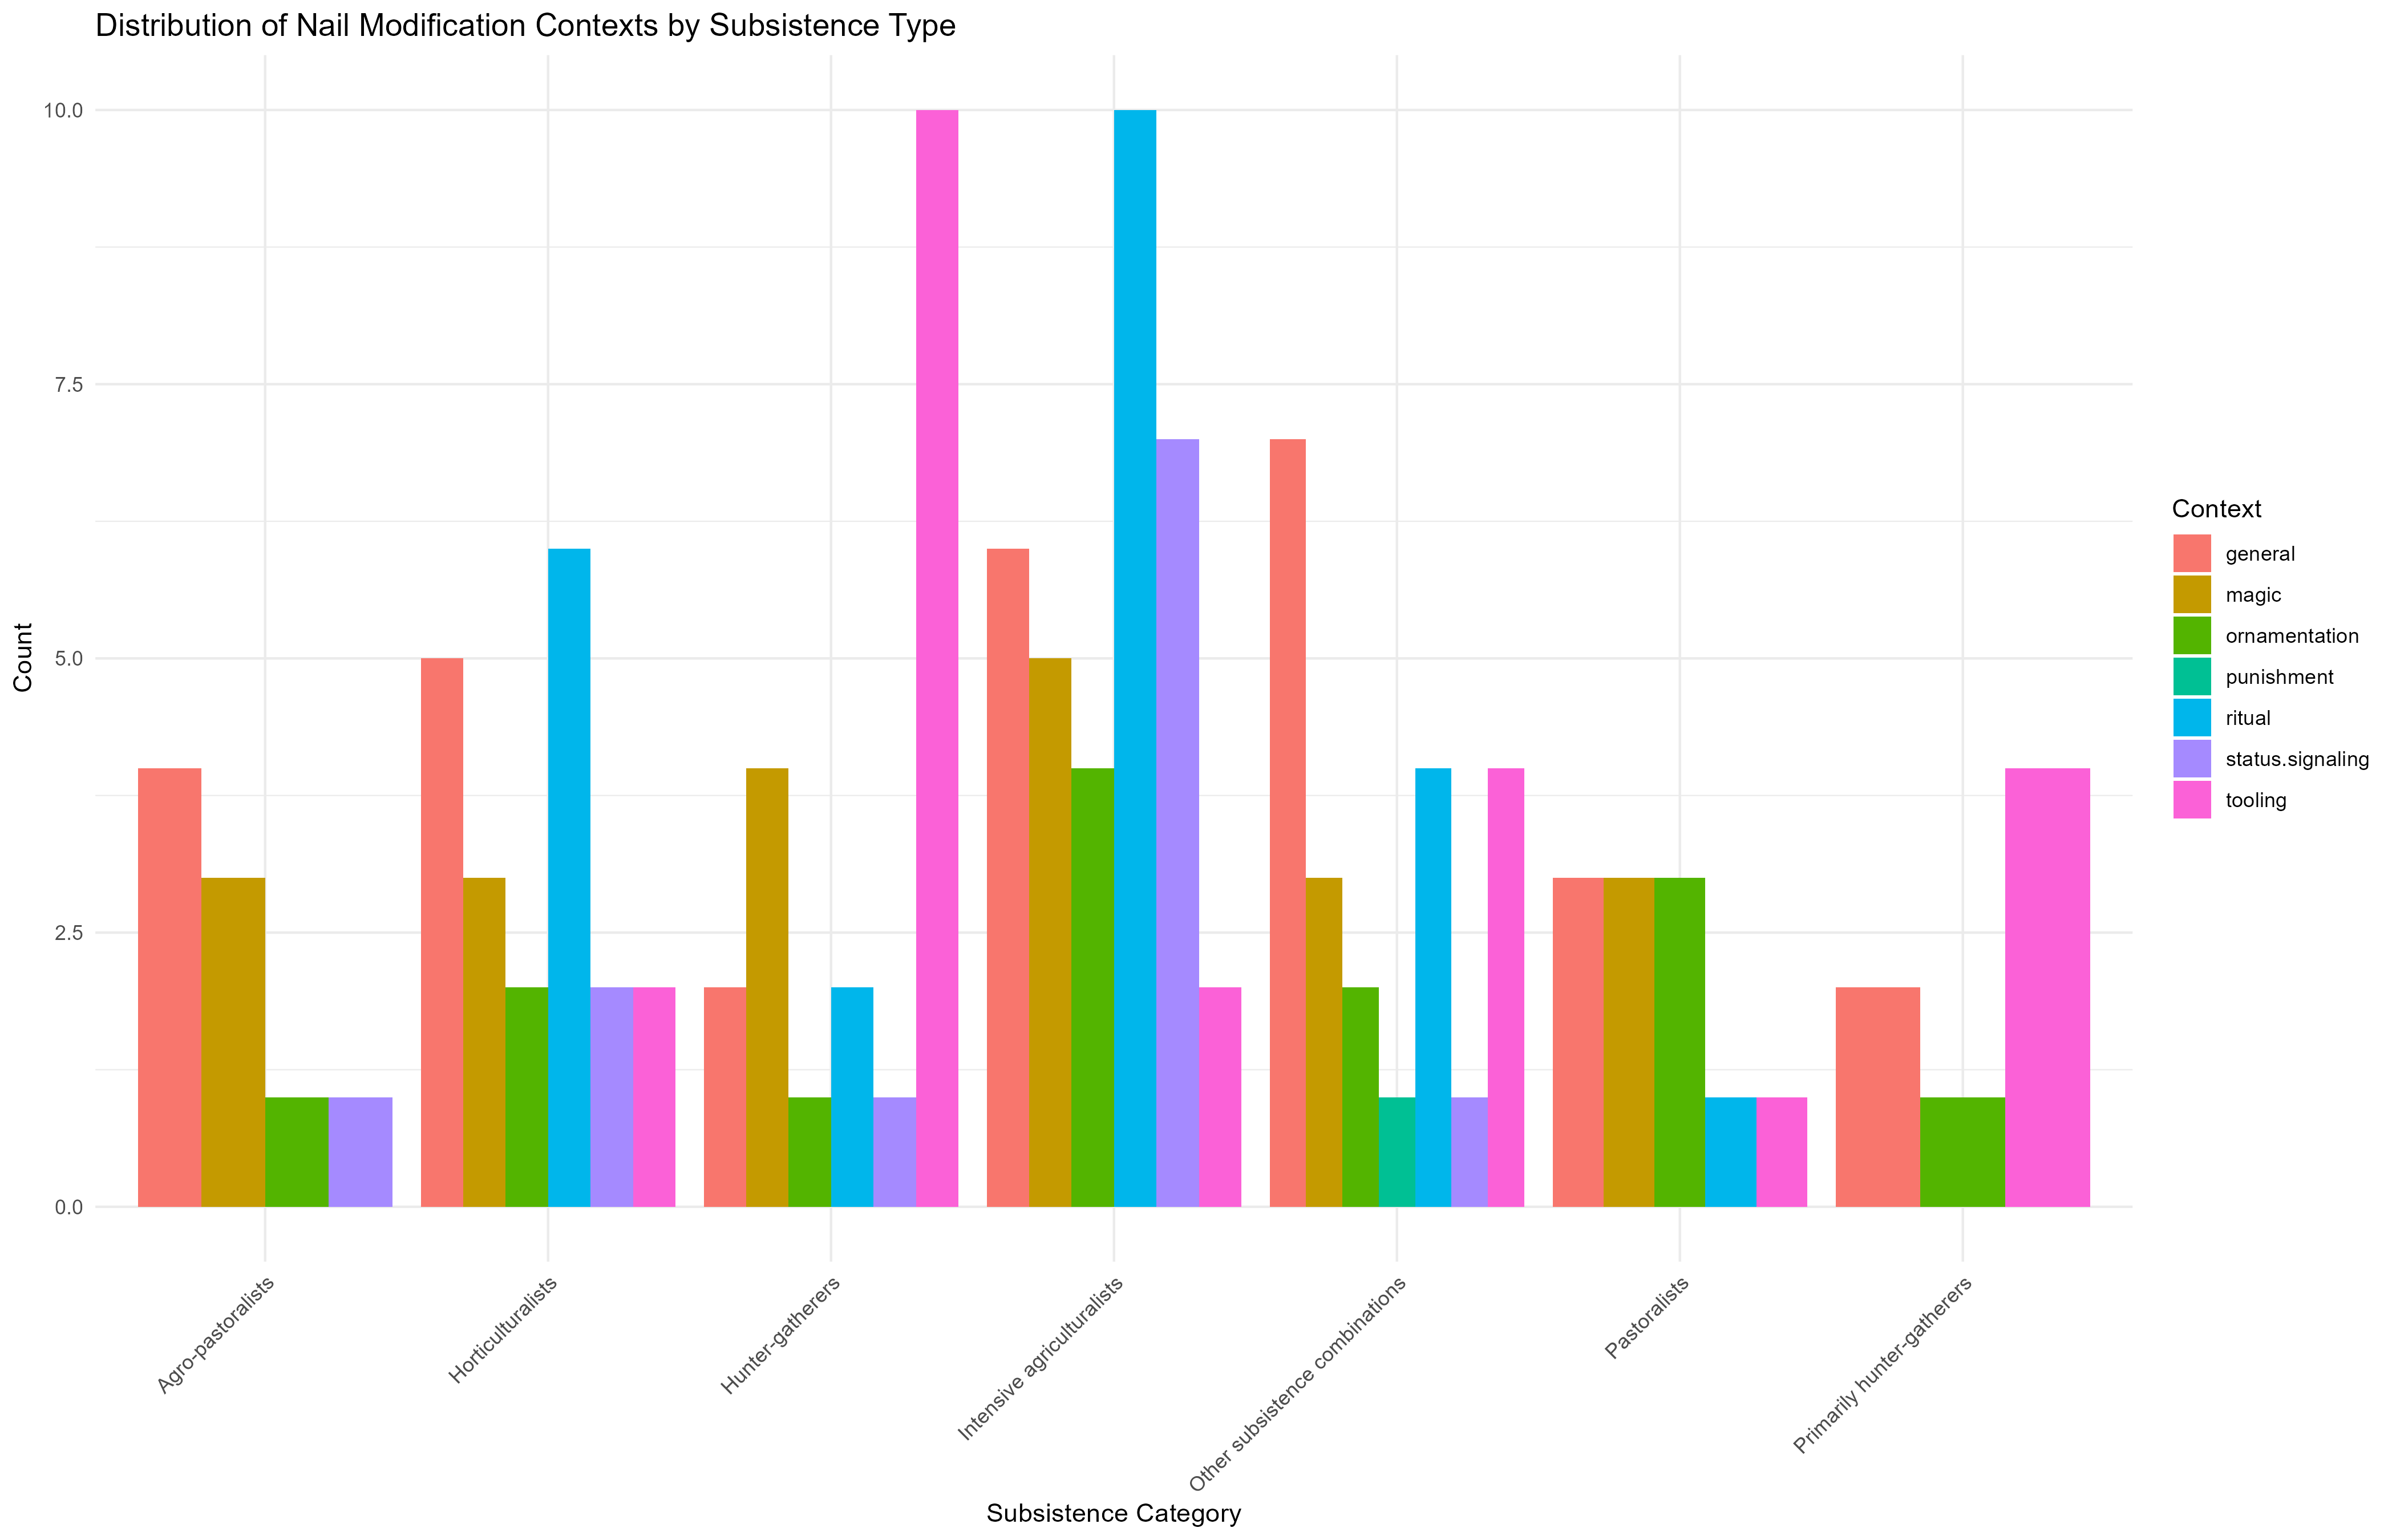 Distribution of Nail Modification Contexts by Subsistence Type
10.0
7.5
5.0
2.5
0.0
Count
Agro-pastoralists
Horticulturalists
Hunter-gatherers
Intensive agriculturalists
Other subsistence combinations
Pastoralists
Primarily hunter-gatherers
Subsistence Category
Context
general
magic
ornamentation
punishment
ritual
status.signaling
tooling